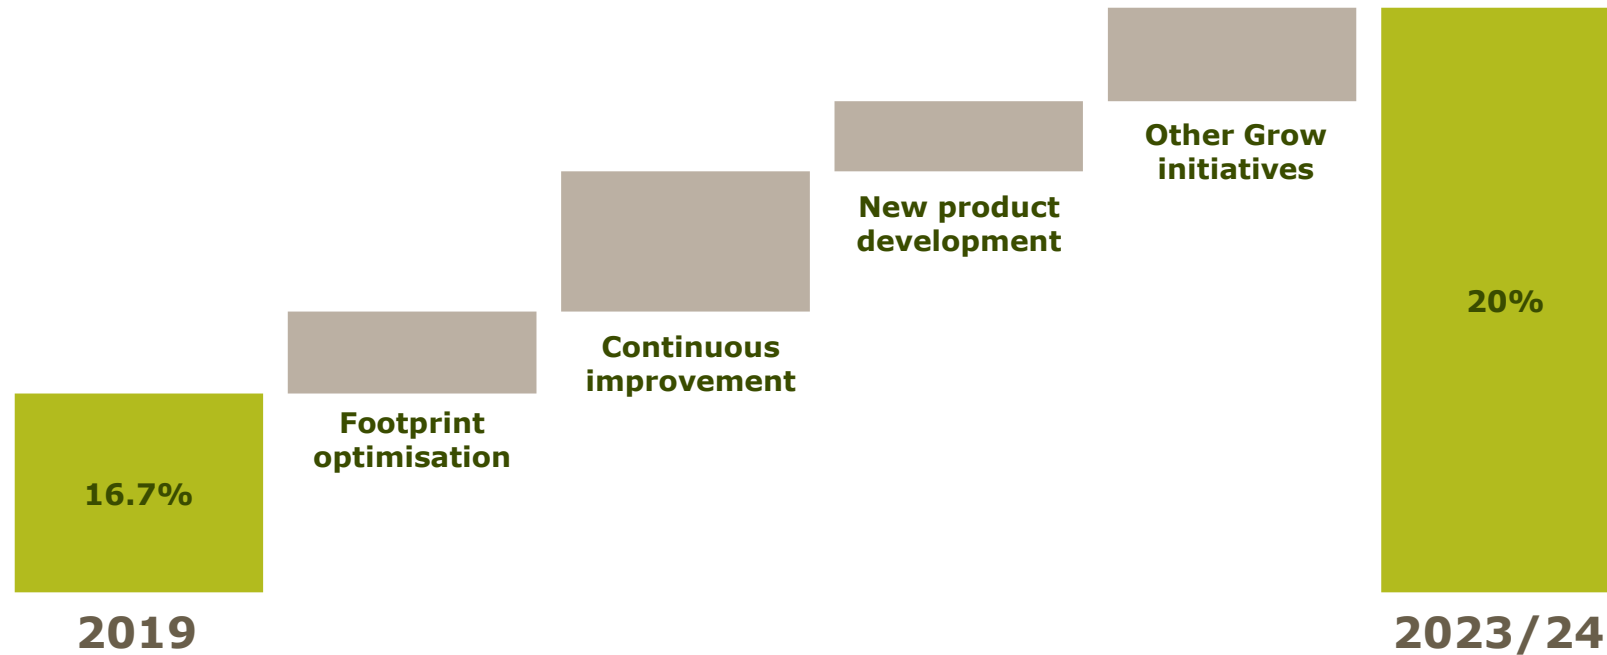 16.7%
2019
Footprint
optimisation
Continuous
improvement
New product
development
Other Grow
initiatives
20%
2023/24